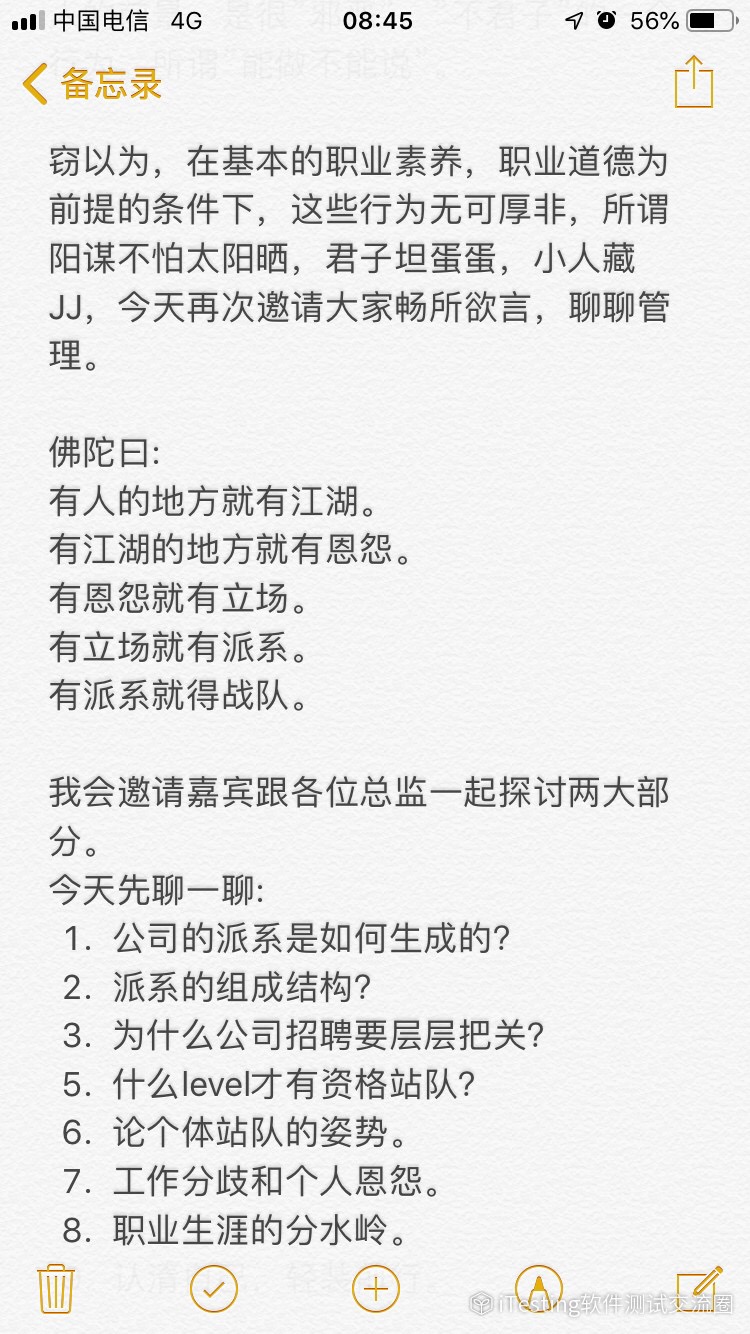 中国电信 4G 08:45 56%
所谓"能做不能说"
备忘录
窃以为，在基本的职业素养，职业道德为
前提的条件下，这些行为无可厚非，所谓
阳谋不怕太阳晒，君子坦蛋蛋，小人藏
JJ，今天再次邀请大家畅所欲言，聊聊管
理。
佛陀曰:
有人的地方就有江湖。
有江湖的地方就有恩怨。
有恩怨就有立场。
有立场就有派系。
有派系就得战队。
我会邀请嘉宾跟各位总监一起探讨两大部
分。
今天先聊一聊:
1. 公司的派系是如何生成的?
2. 派系的组成结构?
3. 为什么公司招聘要层层把关?
5. 什么level才有资格站队?
6. 论个体站队的姿势。
7. 工作分歧和个人恩怨。
8. 职业生涯的分水岭。
iTesting软件测试交流圈